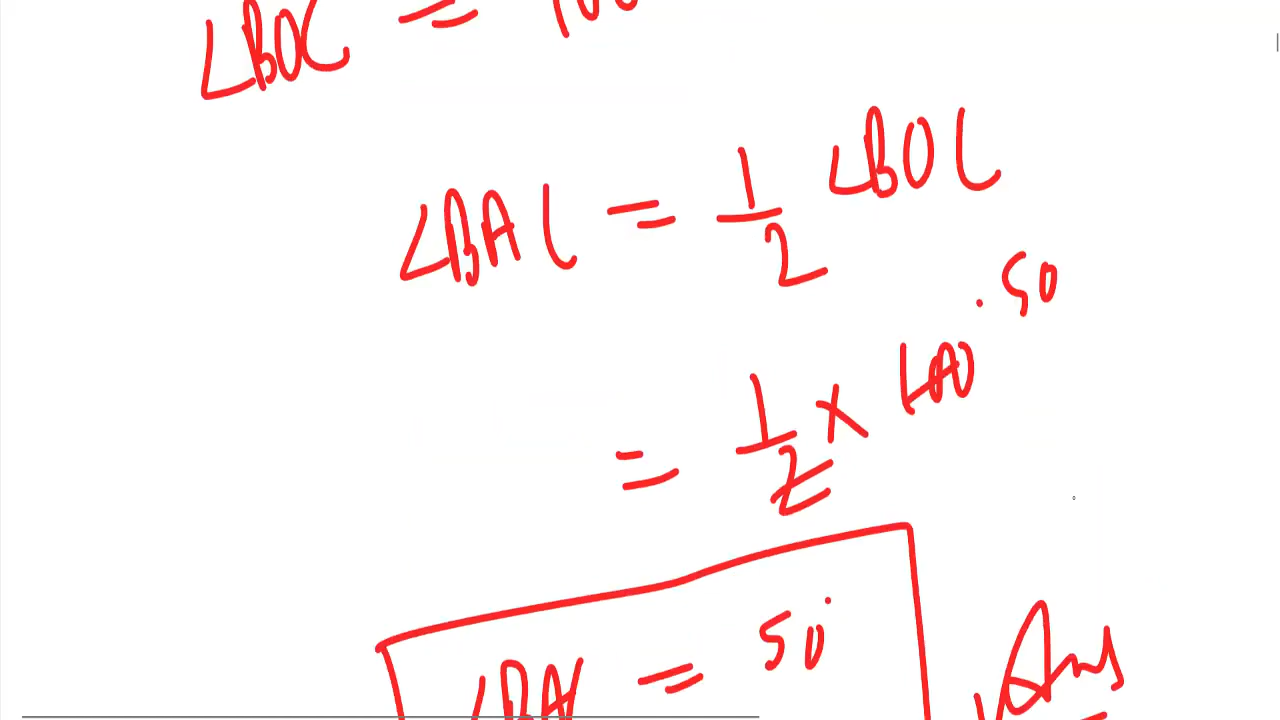 ∠BOC = 100
∠BAC = 1/2 ∠BOC
= 1/2 × 100° 50
∠BAC = 50° Ans